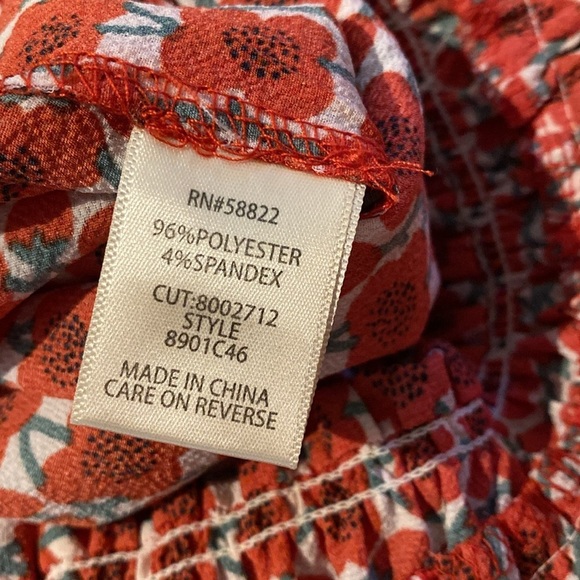 RN#58822
96%POLYESTER
4%SPANDEX
CUT:8002712
STYLE
8901C46
MADE IN CHINA
CARE ON REVERSE